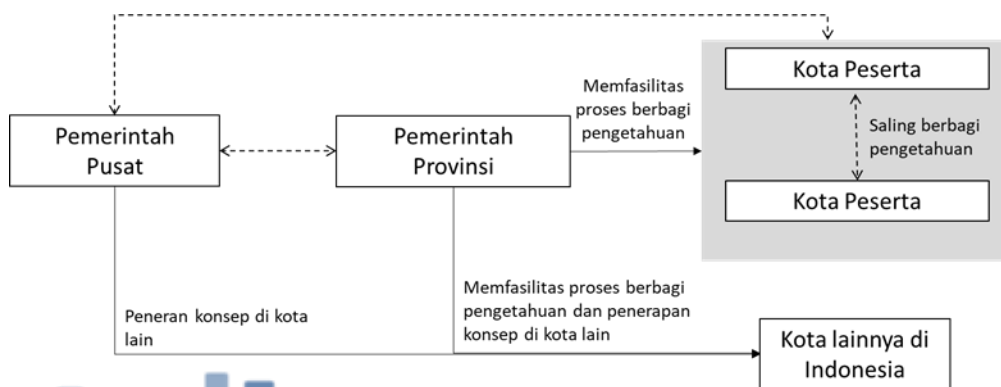 Kota Peserta
Memfasilitas
proses berbagi
pengetahuan
Pemerintah
Pusat
Pemerintah
Provinsi
Saling berbagi
pengetahuan
Kota Peserta
Memfasilitas proses berbagi
pengetahuan dan penerapan
konsep di kota lain
Peneran konsep di kota
lain
Kota lainnya di
Indonesia